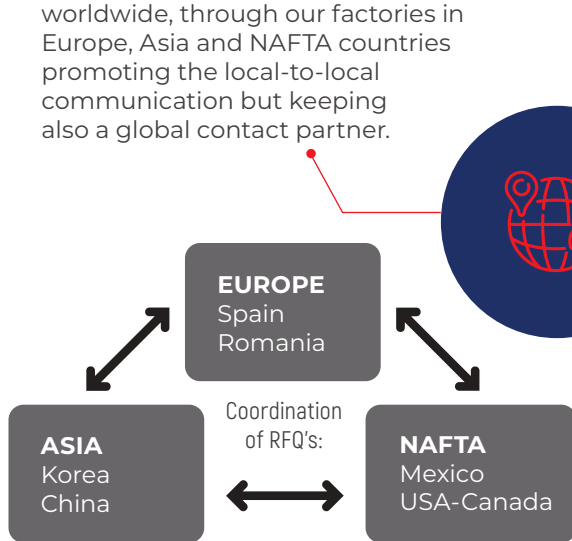 worldwide, through our factories in
Europe, Asia and NAFTA countries
promoting the local-to-local
communication but keeping
also a global contact partner.
EUROPE
Spain
Romania
Coordination
of RFQ's:
ASIA
Korea
China
NAFTA
Mexico
USA-Canada